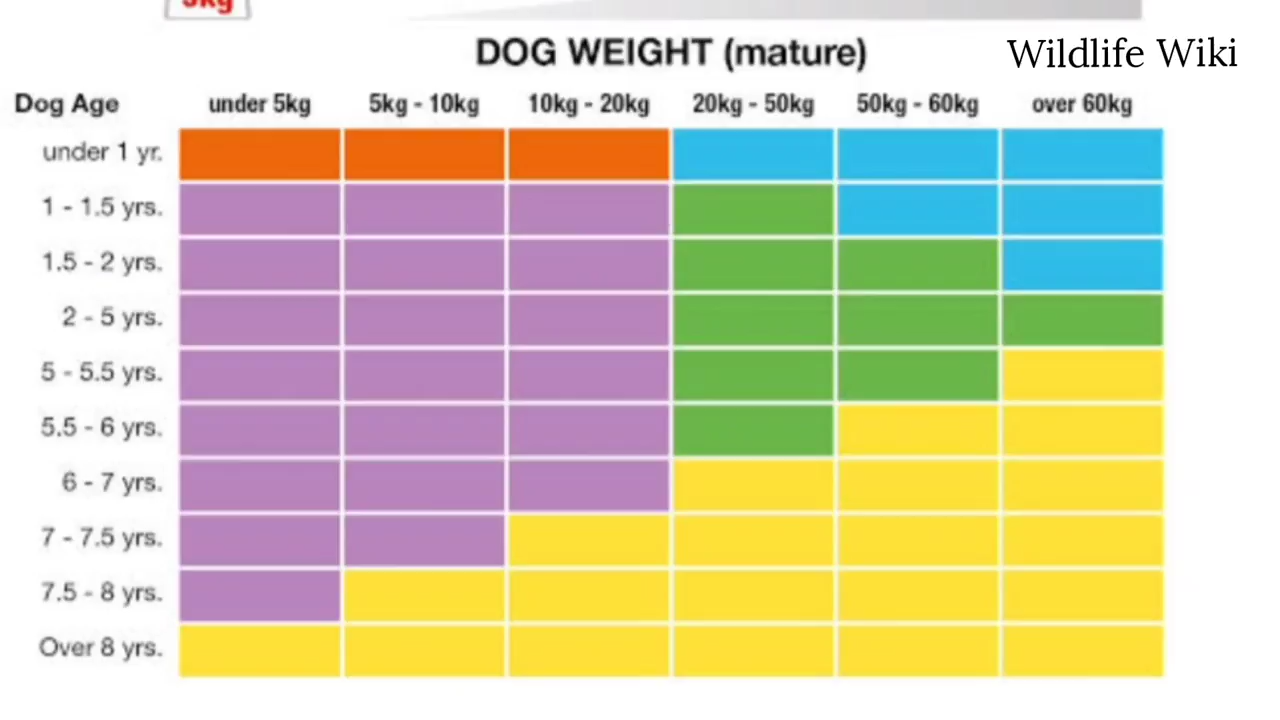 5kg
DOG WEIGHT (mature)
Wildlife Wiki
Dog Age under 5kg 5kg - 10kg 10kg - 20kg 20kg - 50kg 50kg - 60kg over 60kg
under 1 yr.
1 - 1.5 yrs.
1.5 - 2 yrs.
2 - 5 yrs.
5 - 5.5 yrs.
5.5 - 6 yrs.
6 - 7 yrs.
7 - 7.5 yrs.
7.5 - 8 yrs.
Over 8 yrs.